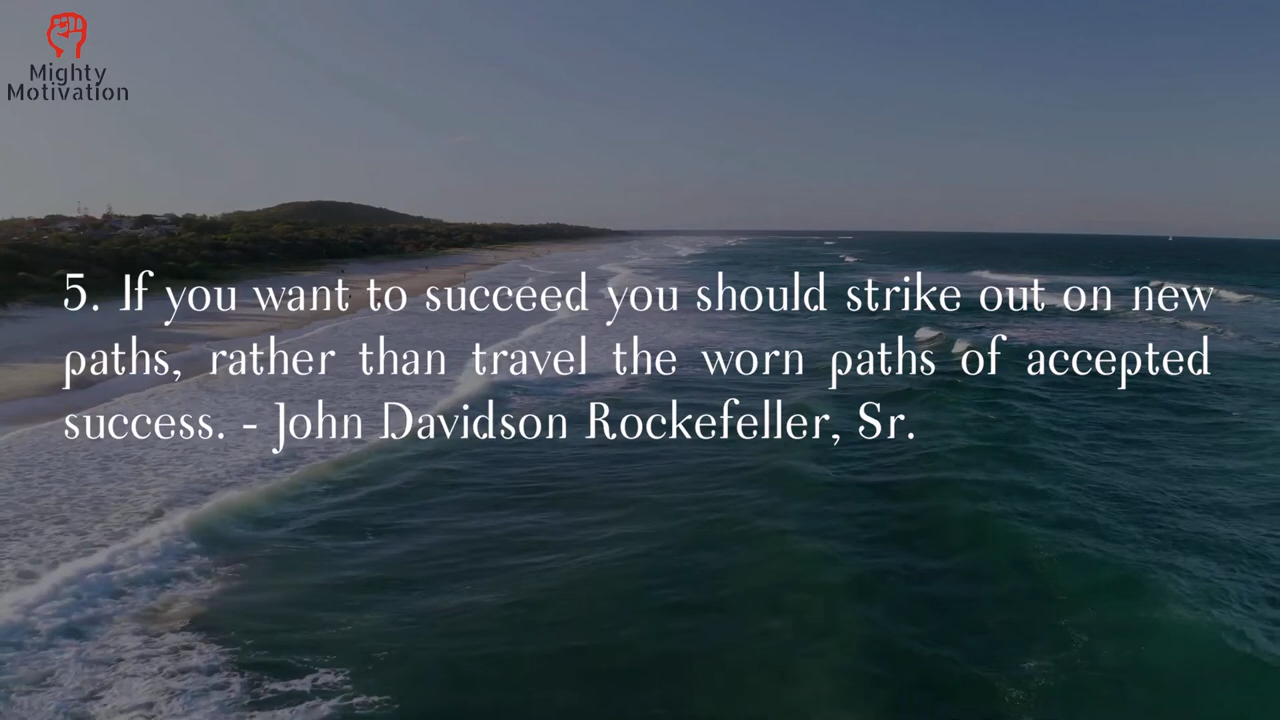 Mighty
Motivation
5. If you want to succeed you should strike out on new
paths, rather than travel the worn paths of accepted
success. - John Davidson Rockefeller, Sr.